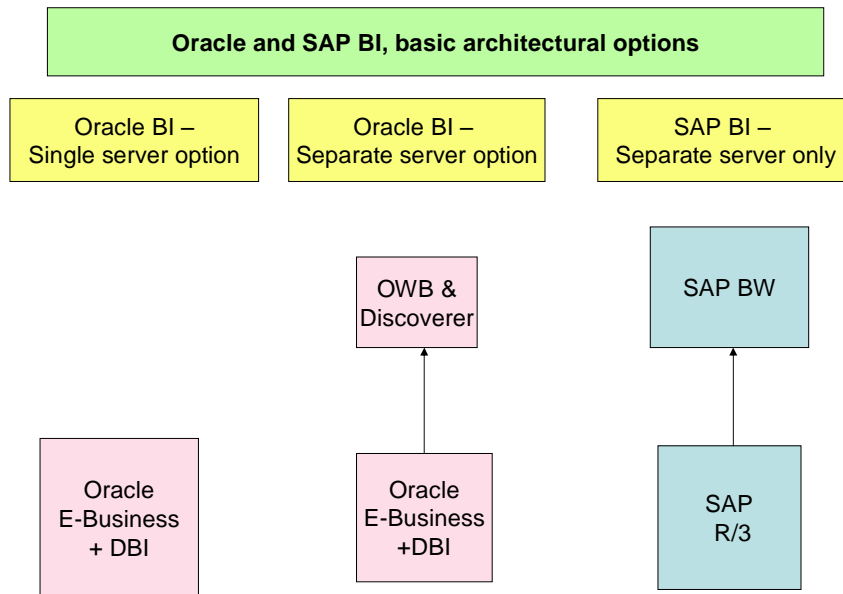 Oracle and SAP BI, basic architectural options
Oracle BI –
Single server option
Oracle BI –
Separate server option
SAP BI –
Separate server only
OWB &
Discoverer
SAP BW
Oracle
E-Business
+ DBI
Oracle
E-Business
+DBI
SAP
R/3